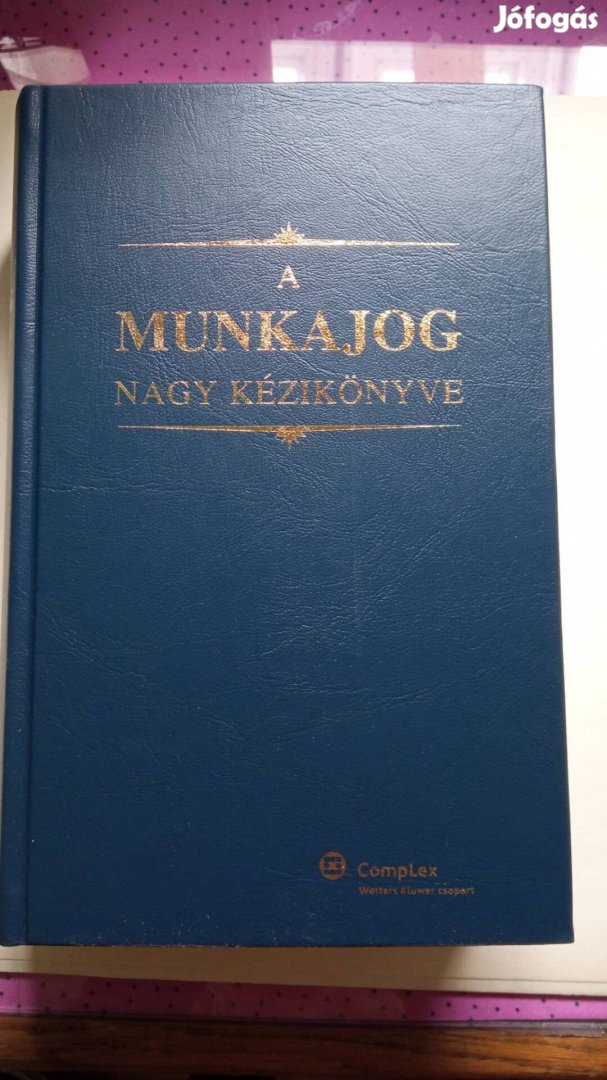 Jófogás
A
MUNKAJOG
NAGY KÉZIKÖNYVE
CompLex
Wolters Kluwer csoport